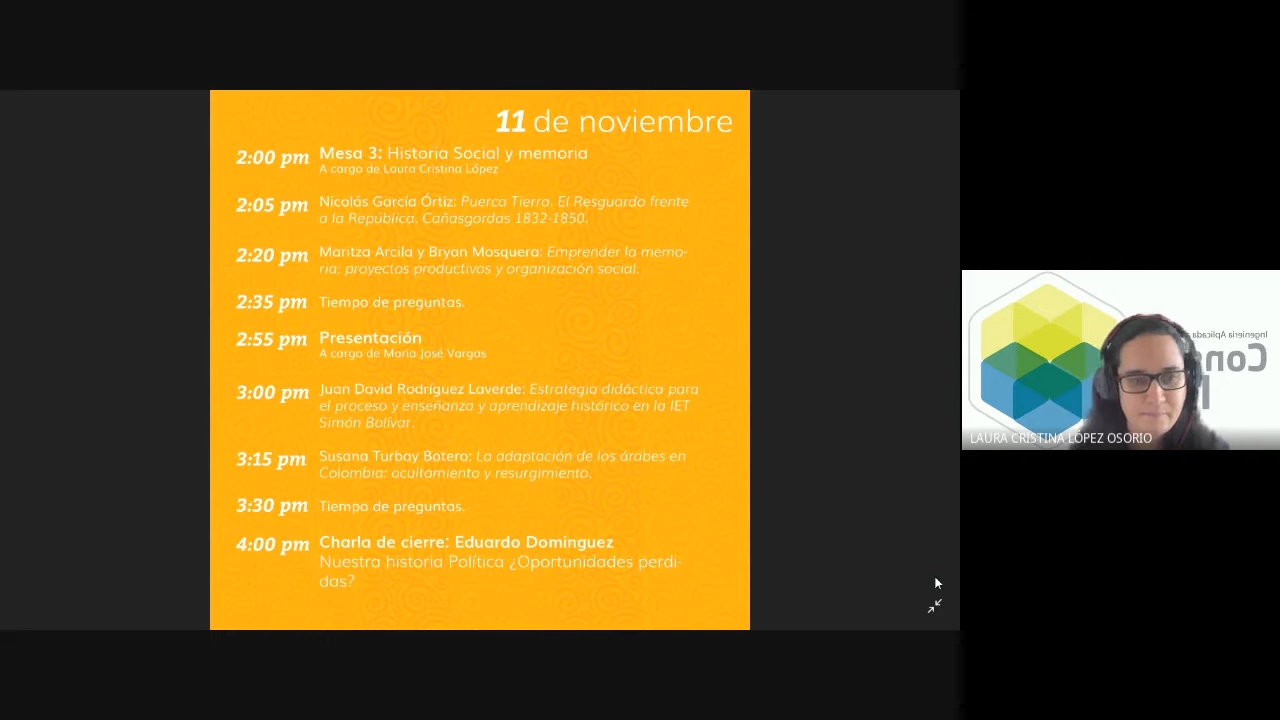 11 de noviembre
2:00 pm Mesa 3: Historia Social y memoria
A cargo de Laura Cristina López
2:05 pm Nicolás García Órtiz: Puerca Tierra. El Resguardo frente
a la República. Cañasgordas 1832-1850.
2:20 pm Maritza Arcila y Bryan Mosquera: Emprender la memo-
ria: proyectos productivos y organización social.
2:35 pm Tiempo de preguntas.
2:55 pm Presentación
A cargo de María José Vargas
3:00 pm Juan David Rodríguez Laverde: Estrategia didáctica para
el proceso y enseñanza y aprendizaje histórico en la IET
Simón Bolívar.
3:15 pm Susana Turbay Botero: La adaptación de los árabes en
Colombia: ocultamiento y resurgimiento.
3:30 pm Tiempo de preguntas.
4:00 pm Charla de cierre: Eduardo Domínguez
Nuestra historia Política ¿Oportunidades perdi-
das?
Ingeniería Aplicada
Con
LAURA CRISTINA LÓPEZ OSORIO